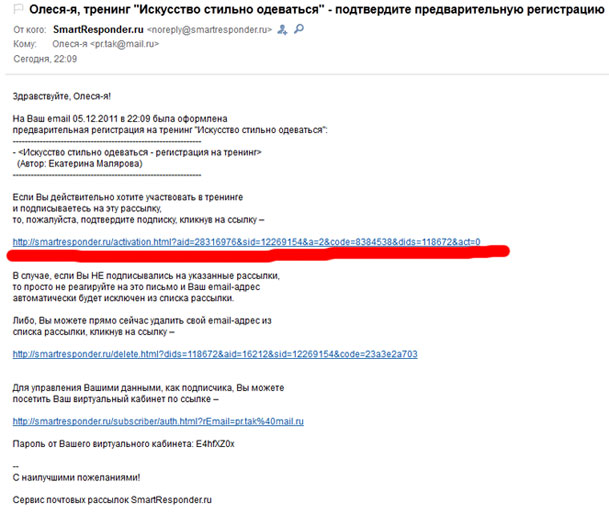 Олеся-я, тренинг "Искусство стильно одеваться" - подтвердите предварительную регистрацию
От кого: SmartResponder.ru <noreply@smartresponder.ru>
Кому: Олеся-я <pr.tak@mail.ru>
Сегодня, 22:09
Здравствуйте, Олеся-я!
На Ваш email 05.12.2011 в 22:09 была оформлена
предварительная регистрация на тренинг "Искусство стильно одеваться":
---------------------------------------------------------------
- <Искусство стильно одеваться - регистрация на тренинг>
(Автор: Екатерина Малярова)
---------------------------------------------------------------
Если Вы действительно хотите участвовать в тренинге
и подписываетесь на эту рассылку,
то, пожалуйста, подтвердите подписку, кликнув на ссылку –
http://smartresponder.ru/activation.html?aid=28316976&sid=12269154&a=2&code=8384538&dids=118672&act=0
В случае, если Вы НЕ подписывались на указанные рассылки,
то просто не реагируйте на это письмо и Ваш email-адрес
автоматически будет исключен из списка рассылки.
Либо, Вы можете прямо сейчас удалить свой email-адрес из
списка рассылки, кликнув на ссылку –
http://smartresponder.ru/delete.html?dids=118672&aid=16212&sid=12269154&code=23a3e2a703
Для управления Вашими данными, как подписчика, Вы можете
посетить Ваш виртуальный кабинет по ссылке –
http://smartresponder.ru/subscriber/auth.html?rEmail=pr.tak%40mail.ru
Пароль от Вашего виртуального кабинета: E4hfXZ0x
--
С наилучшими пожеланиями!
Сервис почтовых рассылок SmartResponder.ru